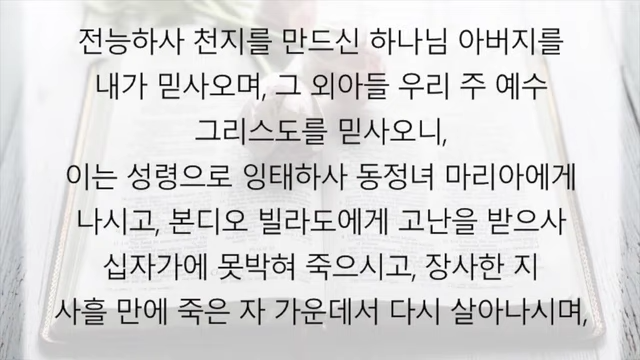 전능하사 천지를 만드신 하나님 아버지를
내가 믿사오며, 그 외아들 우리 주 예수
그리스도를 믿사오니,
이는 성령으로 잉태하사 동정녀 마리아에게
나시고, 본디오 빌라도에게 고난을 받으사
십자가에 못박혀 죽으시고, 장사한 지
사흘 만에 죽은 자 가운데서 다시 살아나시며,